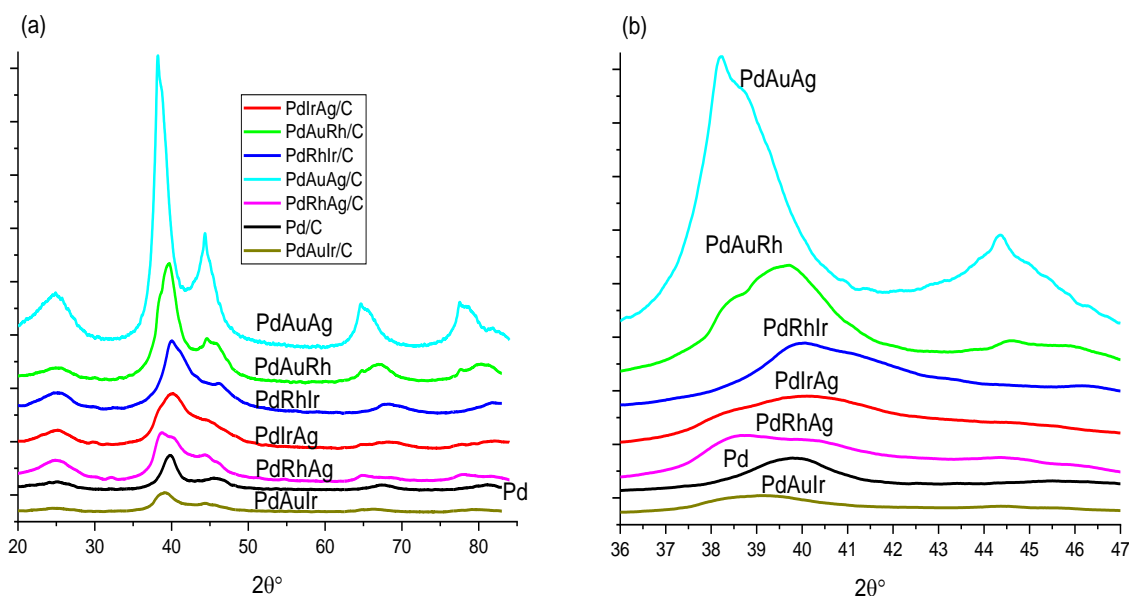 (a)
PdIrAg/C
PdAuRh/C
PdRhIr/C
PdAuAg/C
PdRhAg/C
Pd/C
PdAuIr/C
PdAuAg
PdAuRh
PdRhIr
PdIrAg
PdRhAg
Pd
PdAuIr
20 30 40 50 60 70 80
2θ°
(b)
PdAuAg
PdAuRh
PdRhIr
PdIrAg
PdRhAg
Pd
PdAuIr
36 37 38 39 40 41 42 43 44 45 46 47
2θ°